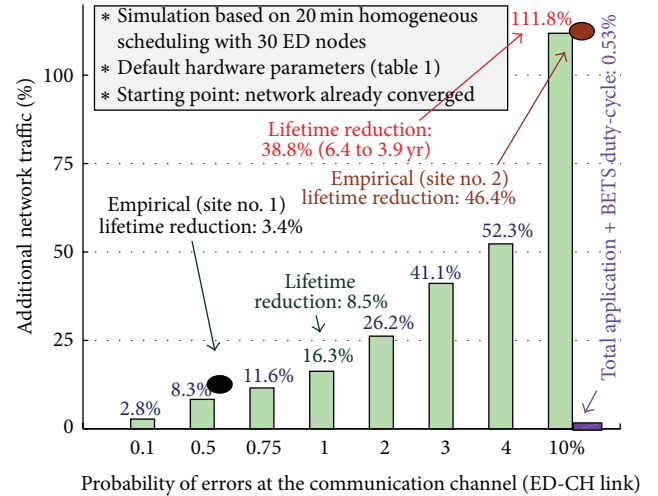 * Simulation based on 20 min homogeneous
scheduling with 30 ED nodes
* Default hardware parameters (table 1)
* Starting point: network already converged
111.8%
Lifetime reduction:
38.8% (6.4 to 3.9 yr)
Empirical (site no. 2)
lifetime reduction: 46.4%
Empirical (site no. 1)
lifetime reduction: 3.4%
Lifetime
reduction: 8.5%
Total application + BETS duty-cycle: 0.53%
2.8%
8.3%
11.6%
16.3%
26.2%
41.1%
52.3%
Additional network traffic (%)
100
75
50
25
0
0.1 0.5 0.75 1 2 3 4 10%
Probability of errors at the communication channel (ED-CH link)